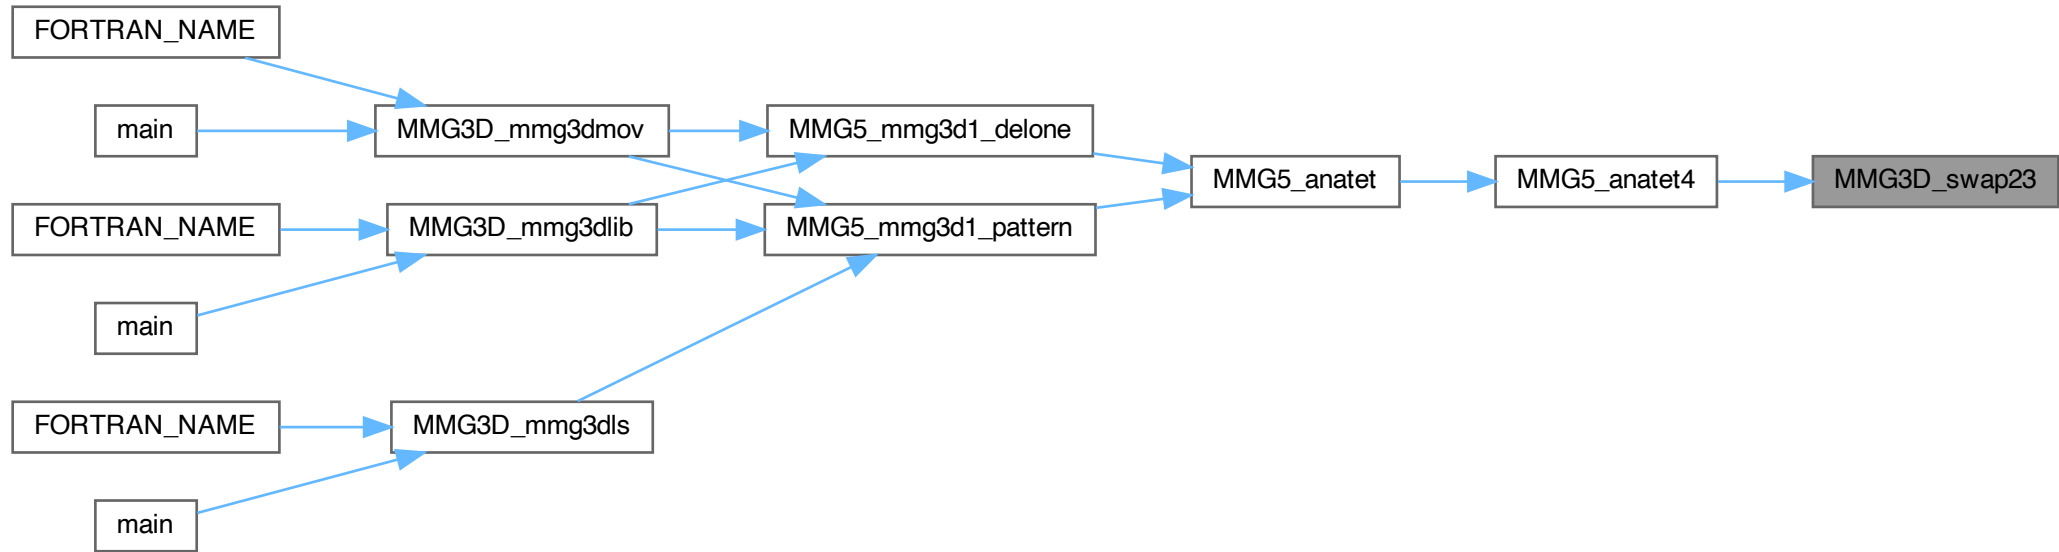 FORTRAN_NAME
main
MMG3D_mmg3dmov
MMG5_mmg3d1_delone
MMG5_anatet
MMG5_anatet4
MMG3D_swap23
FORTRAN_NAME
MMG3D_mmg3dlib
MMG5_mmg3d1_pattern
main
FORTRAN_NAME
MMG3D_mmg3dls
main